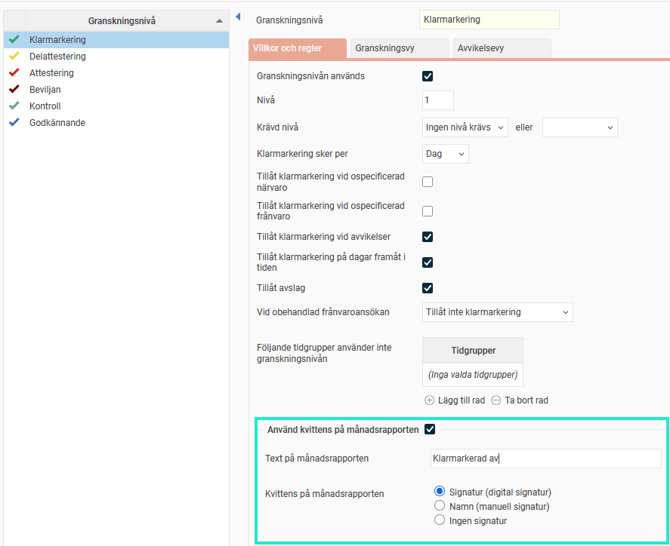 Granskningsnivå
Klarmarkering
Delattestering
Attestering
Beviljan
Kontroll
Godkännande
Granskningsnivå
Klarmarkering
Villkor och regler
Granskningsvy
Avvikelsevy
Granskningsnivån används
Nivå
1
Krävd nivå
Ingen nivå krävs
eller
Klarmarkering sker per
Dag
Tillåt klarmarkering vid ospecificerad
närvaro
Tillåt klarmarkering vid ospecificerad
frånvaro
Tillåt klarmarkering vid avvikelser
Tillåt klarmarkering på dagar framåt i
tiden
Tillåt avslag
Vid obehandlad frånvaroansökan
Tillåt inte klarmarkering
Följande tidgrupper använder inte
granskningsnivån
Tidgrupper
(Inga valda tidgrupper)
Lägg till rad
Ta bort rad
Använd kvittens på månadsrapporten
Text på månadsrapporten
Klarmarkerad av
Kvittens på månadsrapporten
Signatur (digital signatur)
Namn (manuell signatur)
Ingen signatur